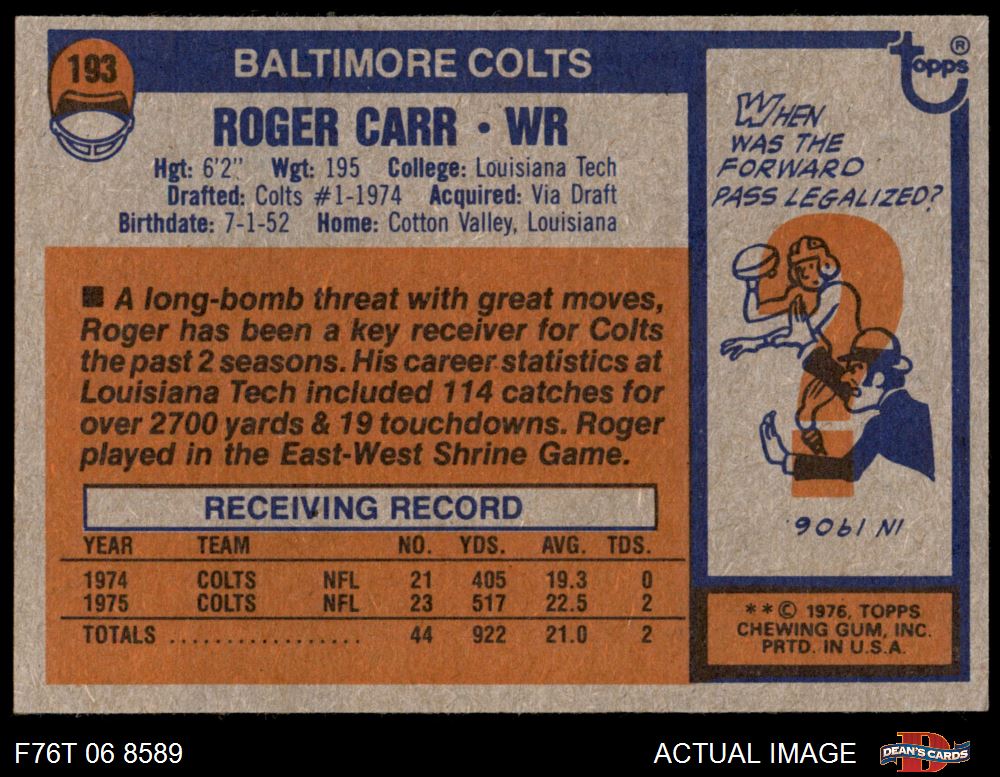 193
BALTIMORE COLTS
ROGER CARR · WR
Hgt: 6'2" Wgt: 195 College: Louisiana Tech
Drafted: Colts #1-1974 Acquired: Via Draft
Birthdate: 7-1-52 Home: Cotton Valley, Louisiana
■ A long-bomb threat with great moves,
Roger has been a key receiver for Colts
the past 2 seasons. His career statistics at
Louisiana Tech included 114 catches for
over 2700 yards & 19 touchdowns. Roger
played in the East-West Shrine Game.
RECEIVING RECORD
YEAR TEAM NO. YDS. AVG. TDS.
1974 COLTS NFL 21 405 19.3 0
1975 COLTS NFL 23 517 22.5 2
TOTALS ................. 44 922 21.0 2
topps ®
WHEN
WAS THE
FORWARD
PASS LEGALIZED?
?
IN 1906
* * © 1976, TOPPS
CHEWING GUM, INC.
PRTD. IN U.S.A.
F76T 06 8589
ACTUAL IMAGE
D
DEAN'S CARDS